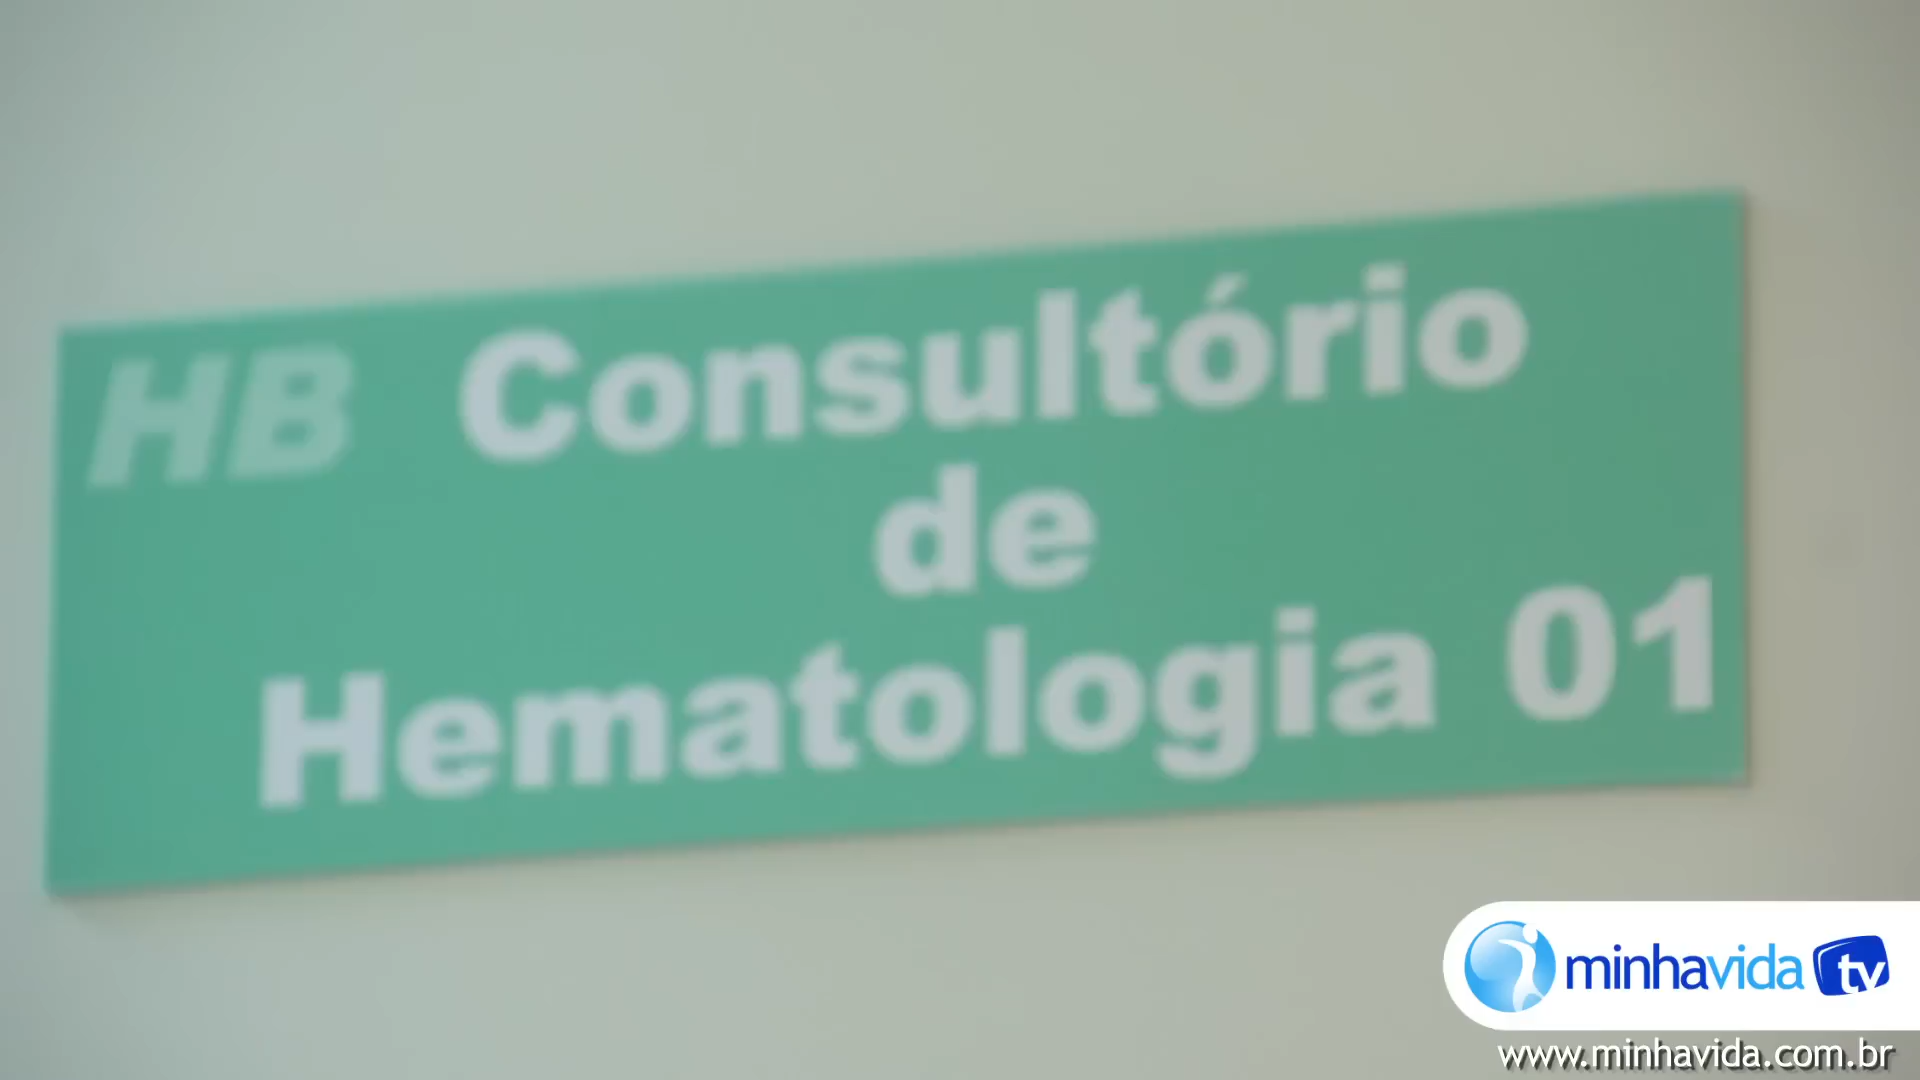 HB Consultório
de
Hematologia 01
minhavida tv
www.minhavida.com.br